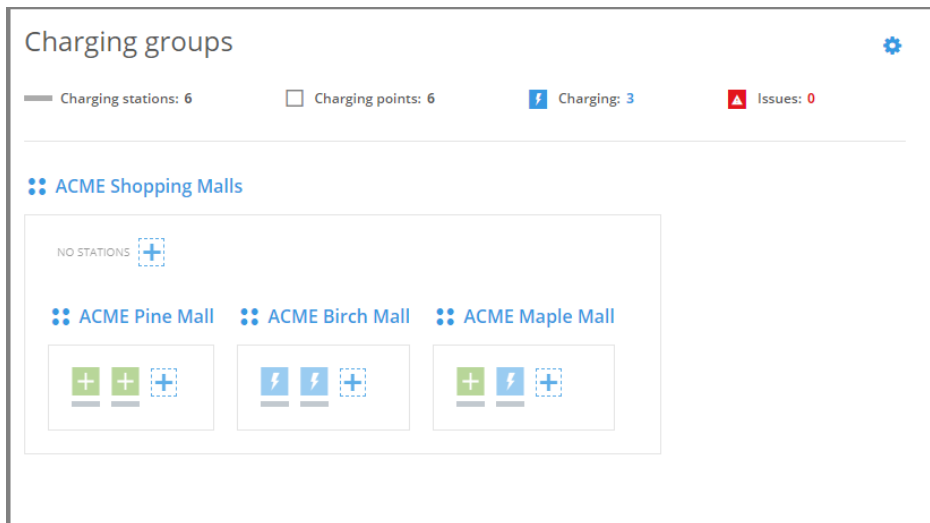 Charging groups
Charging stations: 6 Charging points: 6 Charging: 3 Issues: 0
ACME Shopping Malls
NO STATIONS
ACME Pine Mall ACME Birch Mall ACME Maple Mall